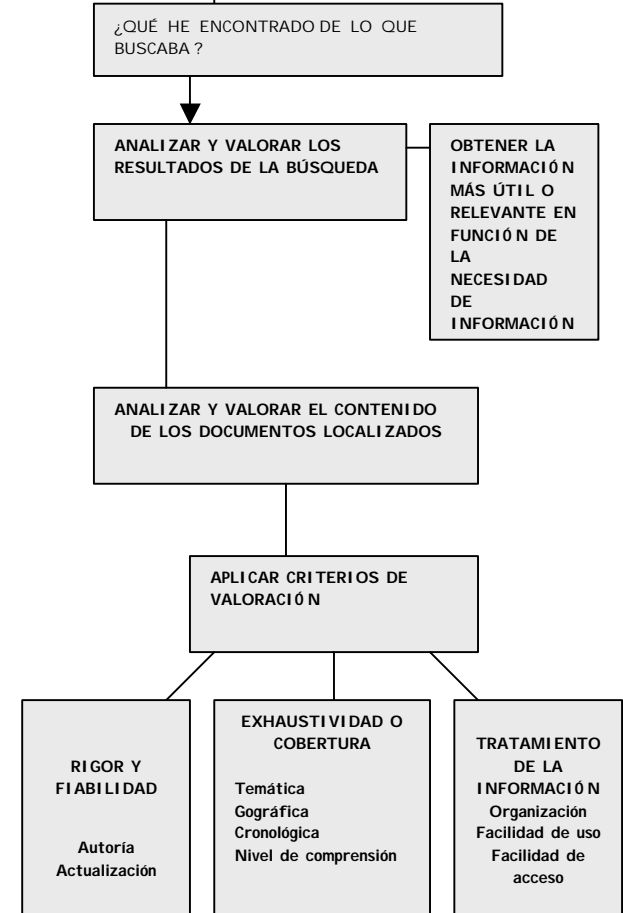 ¿QUÉ HE ENCONTRADO DE LO QUE
BUSCABA?
ANALIZAR Y VALORAR LOS
RESULTADOS DE LA BÚSQUEDA
OBTENER LA
INFORMACIÓN
MÁS ÚTIL O
RELEVANTE EN
FUNCIÓN DE
LA
NECESIDAD
DE
INFORMACIÓN
ANALIZAR Y VALORAR EL CONTENIDO
DE LOS DOCUMENTOS LOCALIZADOS
APLICAR CRITERIOS DE
VALORACIÓN
RIGOR Y
FIABILIDAD
Autoría
Actualización
EXHAUSTIVIDAD O
COBERTURA
Temática
Gográfica
Cronológica
Nivel de comprensión
TRATAMIENTO
DE LA
INFORMACIÓN
Organización
Facilidad de uso
Facilidad de
acceso